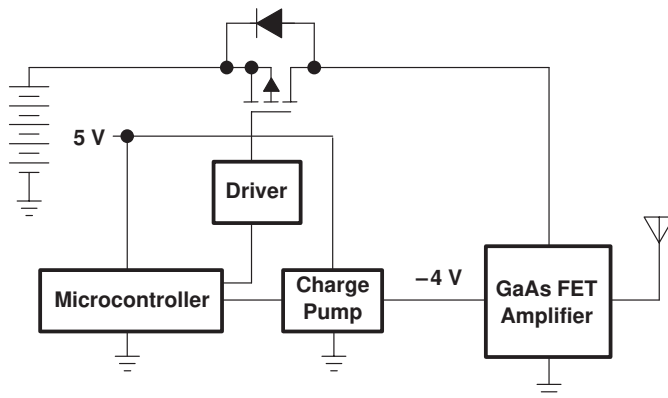 5 V
Driver
Microcontroller
Charge
Pump
–4 V
GaAs FET
Amplifier